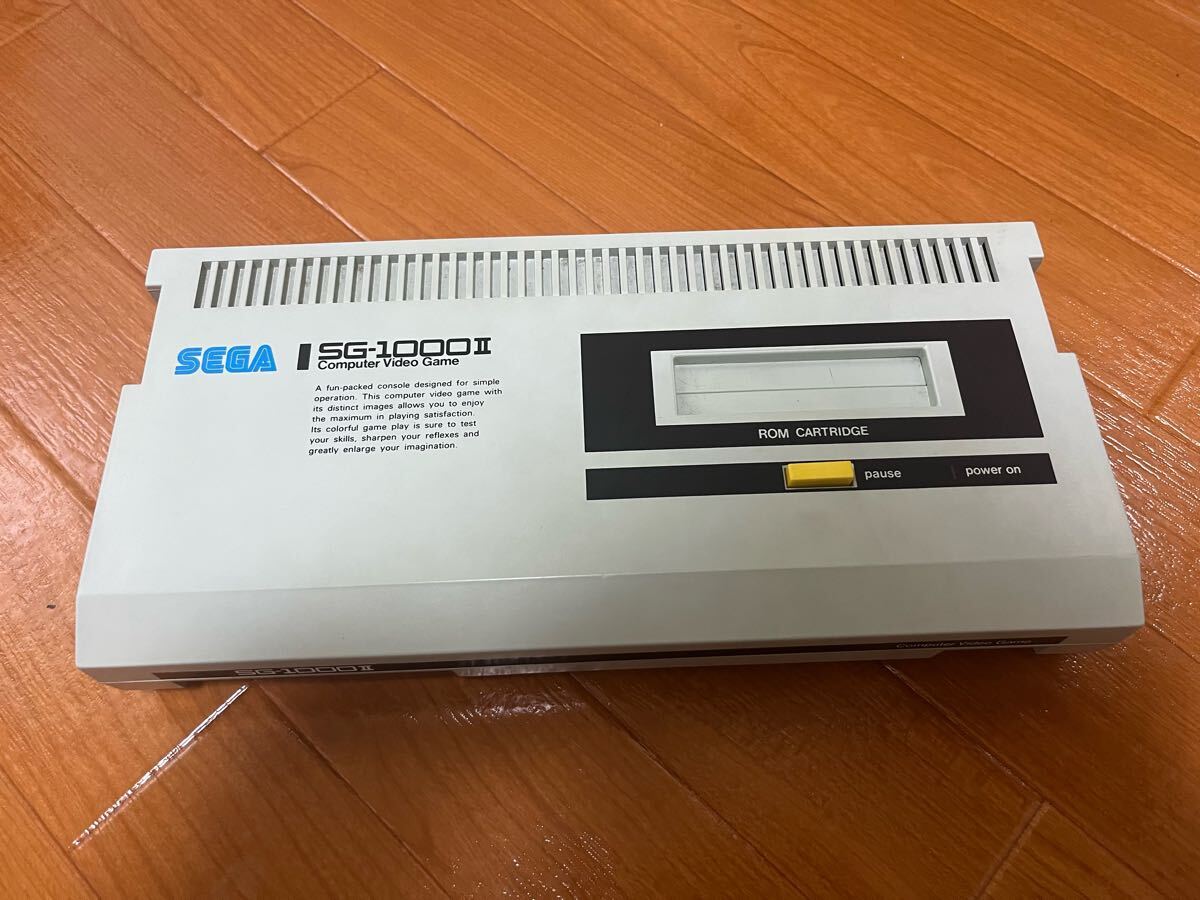 SEGA
SG-1000II
Computer Video Game
A fun-packed console designed for simple
operation. This computer video game with
its distinct images allows you to enjoy
the maximum in playing satisfaction.
Its colorful game play is sure to test
your skills, sharpen your reflexes and
greatly enlarge your imagination.
ROM CARTRIDGE
pause
power on
SG-1000II
Computer Video Game